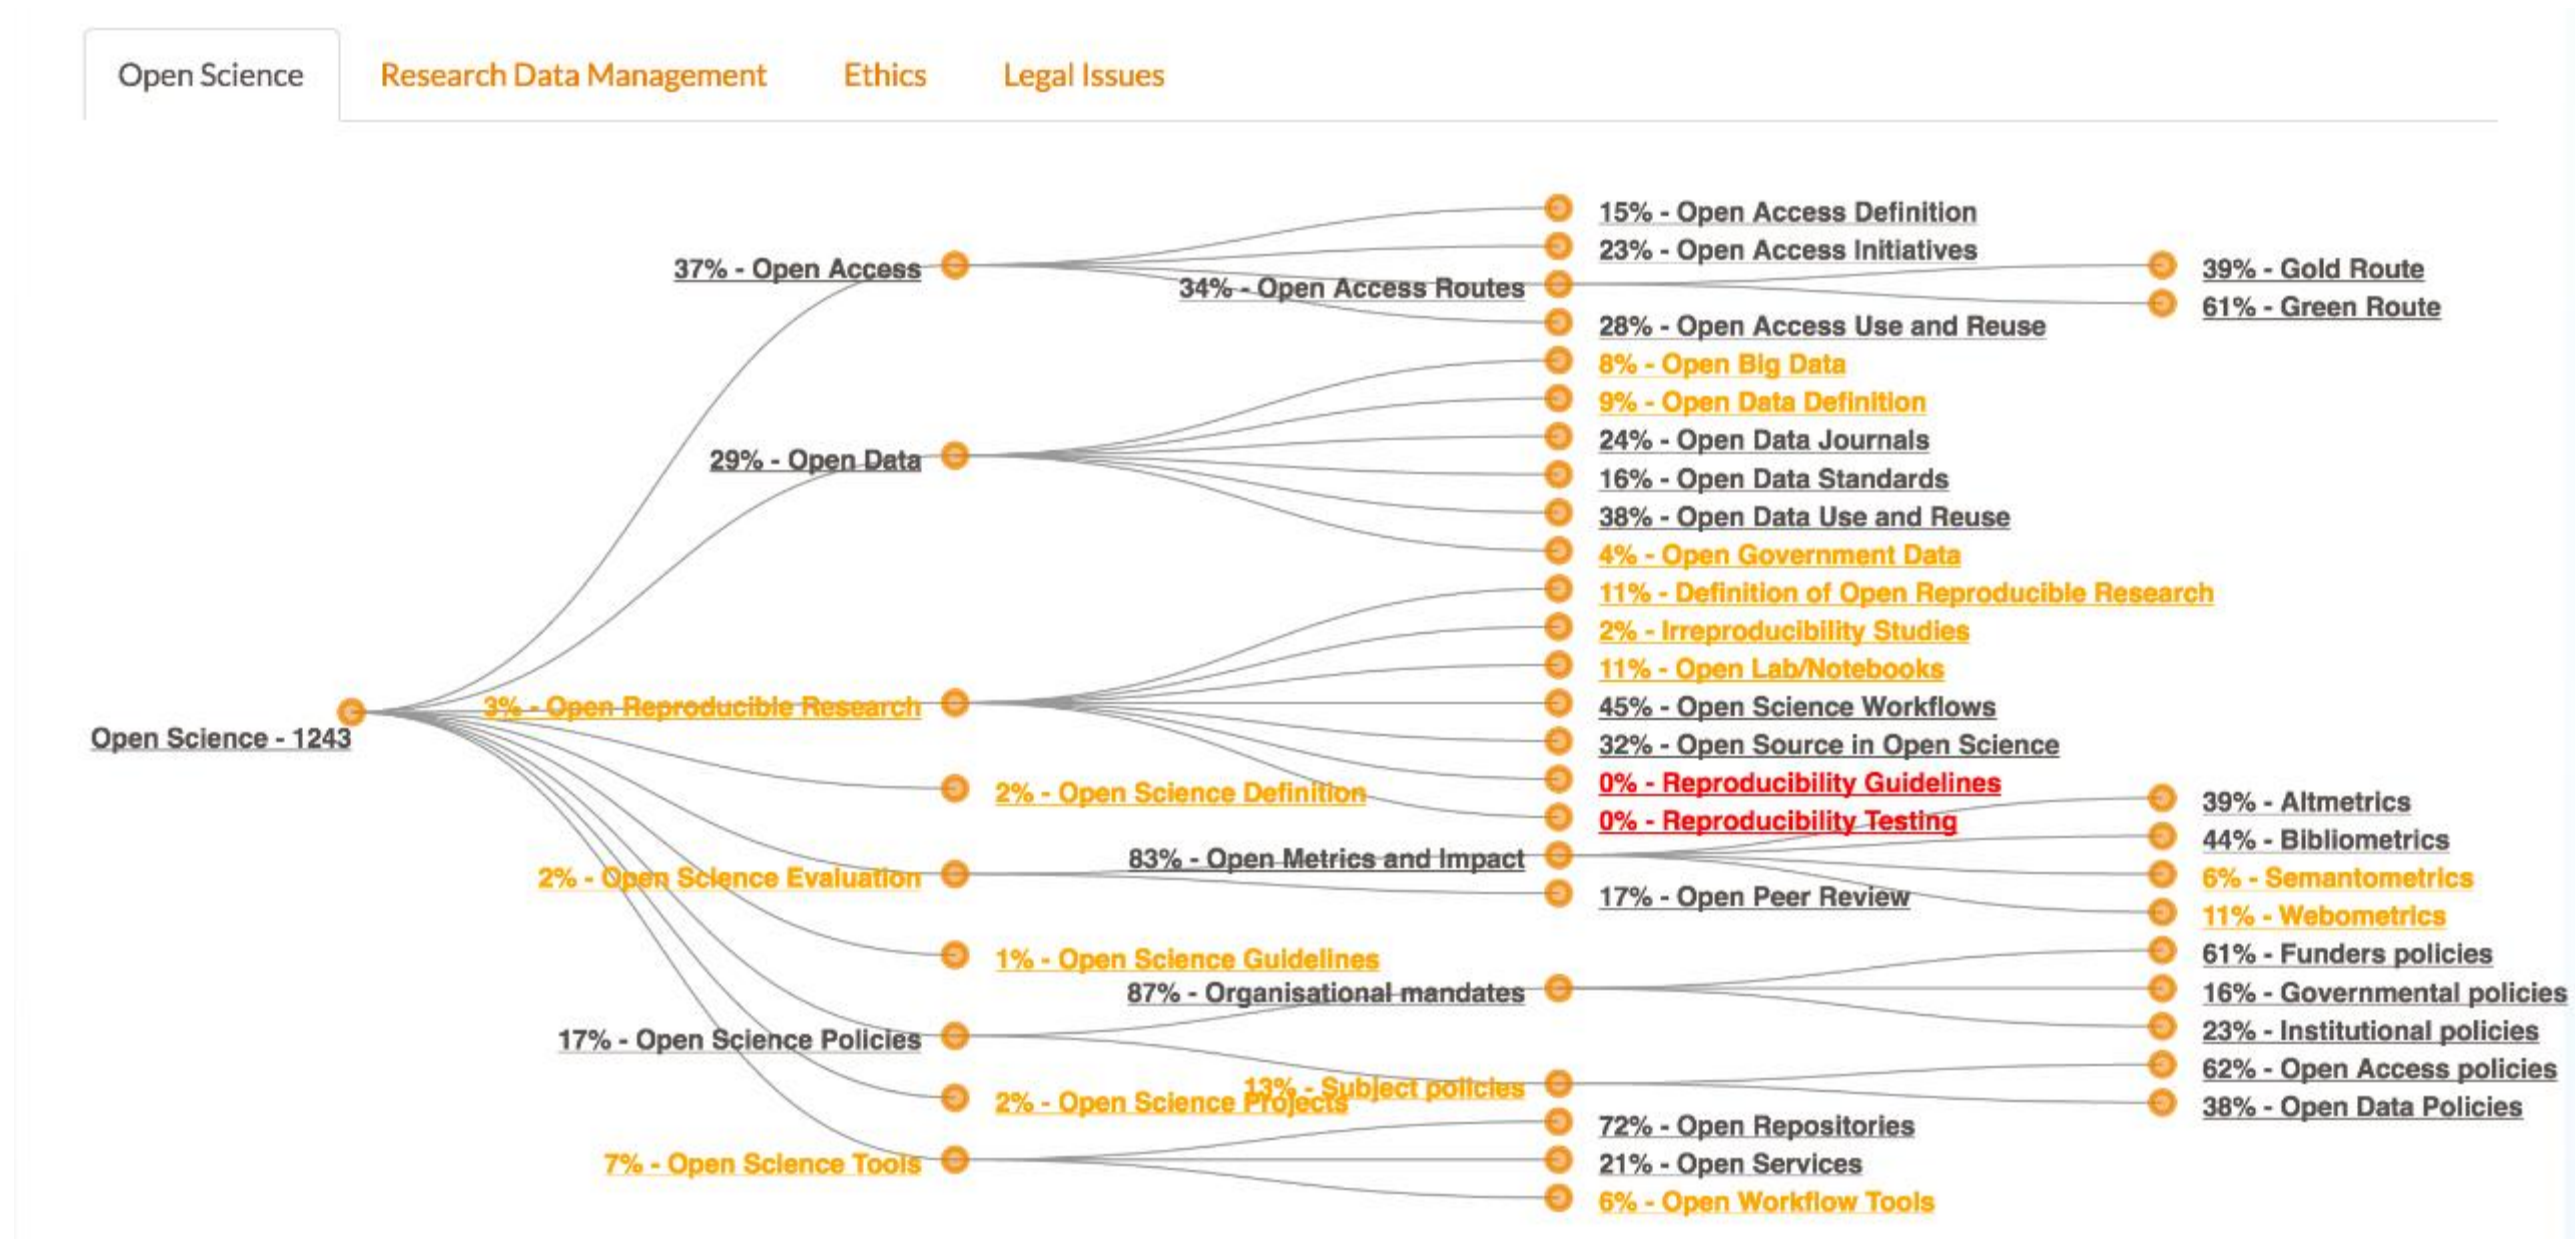 Open Science
Research Data Management
Ethics
Legal Issues
15% - Open Access Definition
37% - Open Access
23% - Open Access Initiatives
39% - Gold Route
34% - Open Access Routes
61% - Green Route
28% - Open Access Use and Reuse
8% - Open Big Data
9% - Open Data Definition
24% - Open Data Journals
29% - Open Data
16% - Open Data Standards
38% - Open Data Use and Reuse
4% - Open Government Data
11% - Definition of Open Reproducible Research
2% - Irreproducibility Studies
11% - Open Lab/Notebooks
3% - Open Reproducible Research
45% - Open Science Workflows
Open Science - 1243
32% - Open Source in Open Science
0% - Reproducibility Guidelines
2% - Open Science Definition
39% - Altmetrics
0% - Reproducibility Testing
44% - Bibliometrics
83% - Open Metrics and Impact
2% - Open Science Evaluation
6% - Semantometrics
17% - Open Peer Review
11% - Webometrics
61% - Funders policies
1% - Open Science Guidelines
87% - Organisational mandates
16% - Governmental policies
23% - Institutional policies
17% - Open Science Policies
62% - Open Access policies
13% - Subject policies
2% - Open Science Projects
38% - Open Data Policies
72% - Open Repositories
7% - Open Science Tools
21% - Open Services
6% - Open Workflow Tools